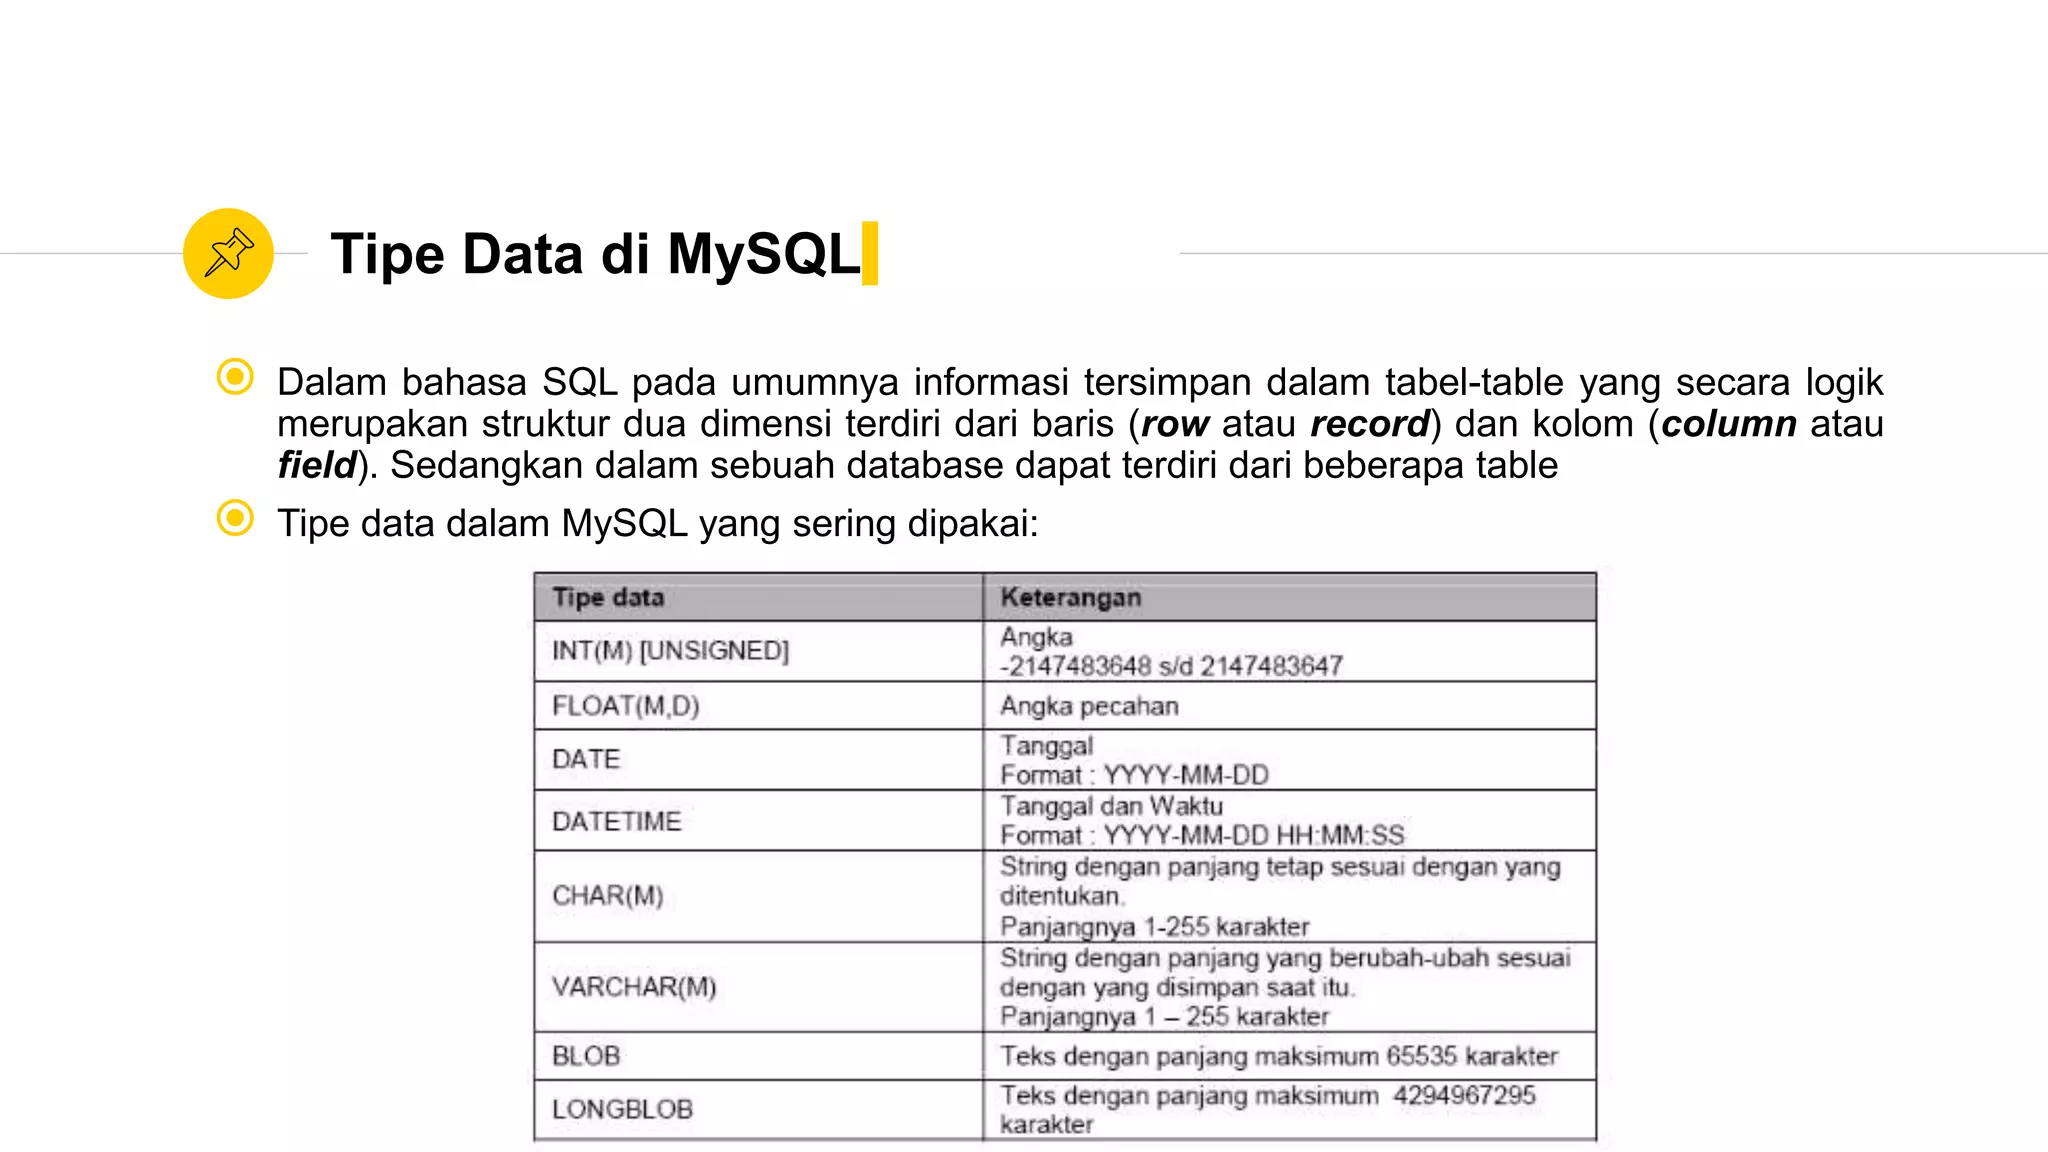 Tipe Data di MySQL
Dalam bahasa SQL pada umumnya informasi tersimpan dalam tabel-table yang secara logik
merupakan struktur dua dimensi terdiri dari baris (row atau record) dan kolom (column atau
field). Sedangkan dalam sebuah database dapat terdiri dari beberapa table
Tipe data dalam MySQL yang sering dipakai:
Tipe data
Keterangan
INT(M) [UNSIGNED]
Angka
-2147483648 s/d 2147483647
FLOAT(M,D)
Angka pecahan
DATE
Tanggal
Format : YYYY-MM-DD
DATETIME
Tanggal dan Waktu
Format : YYYY-MM-DD HH:MM:SS
CHAR(M)
String dengan panjang tetap sesuai dengan yang
ditentukan.
Panjangnya 1-255 karakter
VARCHAR(M)
String dengan panjang yang berubah-ubah sesuai
dengan yang disimpan saat itu.
Panjangnya 1 – 255 karakter
BLOB
Teks dengan panjang maksimum 65535 karakter
LONGBLOB
Teks dengan panjang maksimum 4294967295
karakter